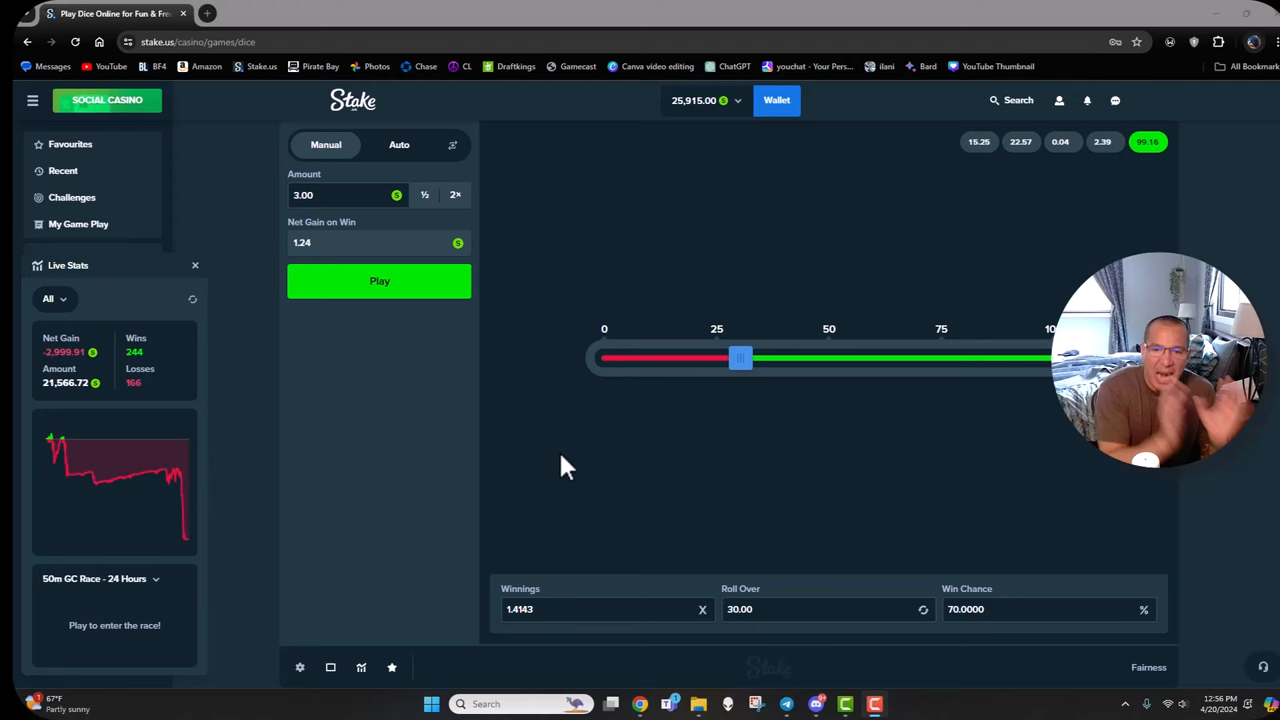 Play Dice Online for Fun & Fre
stake.us/casino/games/dice
Messages YouTube BL BF4 Amazon Stake.us Pirate Bay Photos Chase CL Draftkings Gamecast Canva video editing ChatGPT youchat - Your Pers... ilani Bard YouTube Thumbnail All Bookmark
SOCIAL CASINO
Stake
25,915.00
Wallet
Search
Favourites
Recent
Challenges
My Game Play
Live Stats
All
Net Gain
-2,999.91
Wins
244
Amount
21,566.72
Losses
166
50m GC Race - 24 Hours
Play to enter the race!
Manual Auto
Amount
3.00 ½ 2×
Net Gain on Win
1.24
Play
15.25 22.57 0.04 2.39 99.16
0 25 50 75 10
Winnings Roll Over Win Chance
1.4143 X 30.00 70.0000 %
Stake
Fairness
67°F
Partly sunny
Search
12:56 PM
4/20/2024